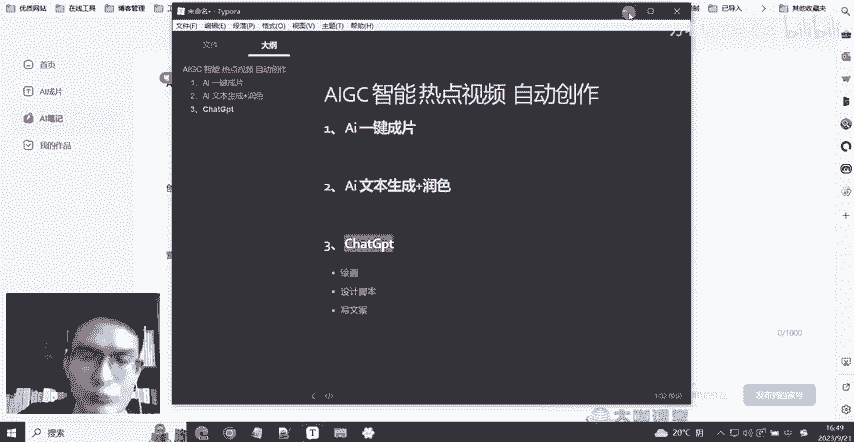 优质网站
在线工具
博客管理
已导入
其他收藏夹
bilibili
未命名• - Typora
文件(F) 编辑(E) 段落(P) 格式(O) 视图(V) 主题(T) 帮助(H)
文件 大纲
AIGC 智能 热点视频 自动创作
1、Ai 一键成片
2、Ai 文本生成+润色
3、ChatGpt
首页
AI成片
AI笔记
我的作品
AIGC 智能 热点视频 自动创作
1、Ai 一键成片
2、Ai 文本生成+润色
3、ChatGpt
• 绘画
• 设计脚本
• 写文案
0/1000
搜索
20°C 阴
中
16:49
2023/9/21